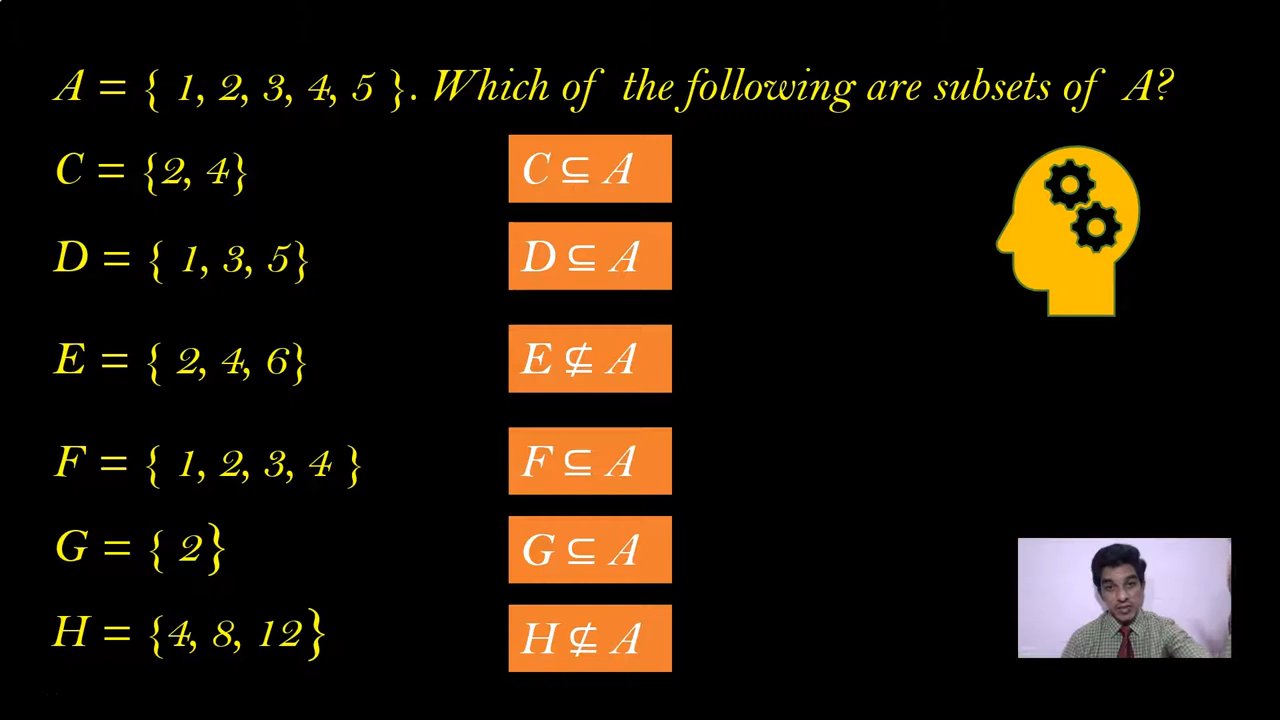 A = { 1, 2, 3, 4, 5 }. Which of the following are subsets of A?
C = {2, 4} C ⊆ A
D = { 1, 3, 5} D ⊆ A
E = { 2, 4, 6} E ⊈ A
F = { 1, 2, 3, 4 } F ⊆ A
G = { 2} G ⊆ A
H = {4, 8, 12} H ⊈ A